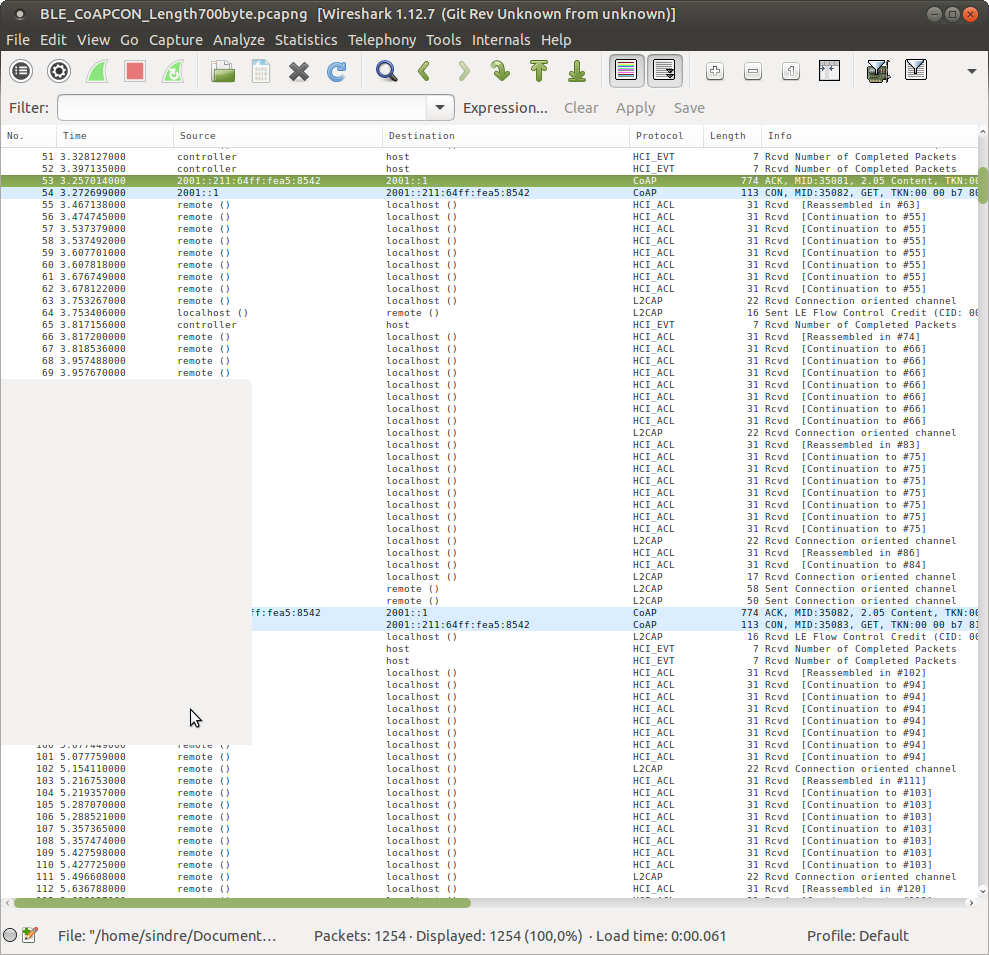 BLE_CoAPCON_Length700byte.pcapng [Wireshark 1.12.7 (Git Rev Unknown from unknown)]
File Edit View Go Capture Analyze Statistics Telephony Tools Internals Help
Filter: Expression... Clear Apply Save
No. Time Source Destination Protocol Length Info
51 3.328127000 controller host HCI_EVT 7 Rcvd Number of Completed Packets
52 3.397135000 controller host HCI_EVT 7 Rcvd Number of Completed Packets
53 3.257014000 2001::211:64ff:fea5:8542 2001::1 CoAP 774 ACK, MID:35081, 2.05 Content, TKN:00
54 3.272699000 2001::1 2001::211:64ff:fea5:8542 CoAP 113 CON, MID:35082, GET, TKN:00 00 b7 80
55 3.467138000 remote () localhost () HCI_ACL 31 Rcvd [Reassembled in #63]
56 3.474745000 remote () localhost () HCI_ACL 31 Rcvd [Continuation to #55]
57 3.537379000 remote () localhost () HCI_ACL 31 Rcvd [Continuation to #55]
58 3.537492000 remote () localhost () HCI_ACL 31 Rcvd [Continuation to #55]
59 3.607701000 remote () localhost () HCI_ACL 31 Rcvd [Continuation to #55]
60 3.607818000 remote () localhost () HCI_ACL 31 Rcvd [Continuation to #55]
61 3.676749000 remote () localhost () HCI_ACL 31 Rcvd [Continuation to #55]
62 3.678122000 remote () localhost () HCI_ACL 31 Rcvd [Continuation to #55]
63 3.753267000 remote () localhost () L2CAP 22 Rcvd Connection oriented channel
64 3.753406000 localhost () remote () L2CAP 16 Sent LE Flow Control Credit (CID: 00
65 3.817156000 controller host HCI_EVT 7 Rcvd Number of Completed Packets
66 3.817200000 remote () localhost () HCI_ACL 31 Rcvd [Reassembled in #74]
67 3.818536000 remote () localhost () HCI_ACL 31 Rcvd [Continuation to #66]
68 3.957488000 remote () localhost () HCI_ACL 31 Rcvd [Continuation to #66]
69 3.957670000 remote () localhost () HCI_ACL 31 Rcvd [Continuation to #66]
localhost () HCI_ACL 31 Rcvd [Continuation to #66]
localhost () HCI_ACL 31 Rcvd [Continuation to #66]
localhost () HCI_ACL 31 Rcvd [Continuation to #66]
localhost () HCI_ACL 31 Rcvd [Continuation to #66]
localhost () L2CAP 22 Rcvd Connection oriented channel
localhost () HCI_ACL 31 Rcvd [Reassembled in #83]
localhost () HCI_ACL 31 Rcvd [Continuation to #75]
localhost () HCI_ACL 31 Rcvd [Continuation to #75]
localhost () HCI_ACL 31 Rcvd [Continuation to #75]
localhost () HCI_ACL 31 Rcvd [Continuation to #75]
localhost () HCI_ACL 31 Rcvd [Continuation to #75]
localhost () HCI_ACL 31 Rcvd [Continuation to #75]
localhost () HCI_ACL 31 Rcvd [Continuation to #75]
localhost () L2CAP 22 Rcvd Connection oriented channel
localhost () HCI_ACL 31 Rcvd [Reassembled in #86]
localhost () HCI_ACL 31 Rcvd [Continuation to #84]
localhost () L2CAP 17 Rcvd Connection oriented channel
remote () L2CAP 58 Sent Connection oriented channel
remote () L2CAP 50 Sent Connection oriented channel
ff:fea5:8542 2001::1 CoAP 774 ACK, MID:35082, 2.05 Content, TKN:00
2001::211:64ff:fea5:8542 CoAP 113 CON, MID:35083, GET, TKN:00 00 b7 81
localhost () L2CAP 16 Rcvd LE Flow Control Credit (CID: 00
host HCI_EVT 7 Rcvd Number of Completed Packets
host HCI_EVT 7 Rcvd Number of Completed Packets
localhost () HCI_ACL 31 Rcvd [Reassembled in #102]
localhost () HCI_ACL 31 Rcvd [Continuation to #94]
localhost () HCI_ACL 31 Rcvd [Continuation to #94]
localhost () HCI_ACL 31 Rcvd [Continuation to #94]
localhost () HCI_ACL 31 Rcvd [Continuation to #94]
localhost () HCI_ACL 31 Rcvd [Continuation to #94]
100 5.077449000 remote () localhost () HCI_ACL 31 Rcvd [Continuation to #94]
101 5.077759000 remote () localhost () HCI_ACL 31 Rcvd [Continuation to #94]
102 5.154110000 remote () localhost () L2CAP 22 Rcvd Connection oriented channel
103 5.216753000 remote () localhost () HCI_ACL 31 Rcvd [Reassembled in #111]
104 5.219357000 remote () localhost () HCI_ACL 31 Rcvd [Continuation to #103]
105 5.287070000 remote () localhost () HCI_ACL 31 Rcvd [Continuation to #103]
106 5.288521000 remote () localhost () HCI_ACL 31 Rcvd [Continuation to #103]
107 5.357365000 remote () localhost () HCI_ACL 31 Rcvd [Continuation to #103]
108 5.357474000 remote () localhost () HCI_ACL 31 Rcvd [Continuation to #103]
109 5.427598000 remote () localhost () HCI_ACL 31 Rcvd [Continuation to #103]
110 5.427725000 remote () localhost () HCI_ACL 31 Rcvd [Continuation to #103]
111 5.496608000 remote () localhost () L2CAP 22 Rcvd Connection oriented channel
112 5.636788000 remote () localhost () HCI_ACL 31 Rcvd [Reassembled in #120]
File: "/home/sindre/Document… Packets: 1254 · Displayed: 1254 (100,0%) · Load time: 0:00.061 Profile: Default